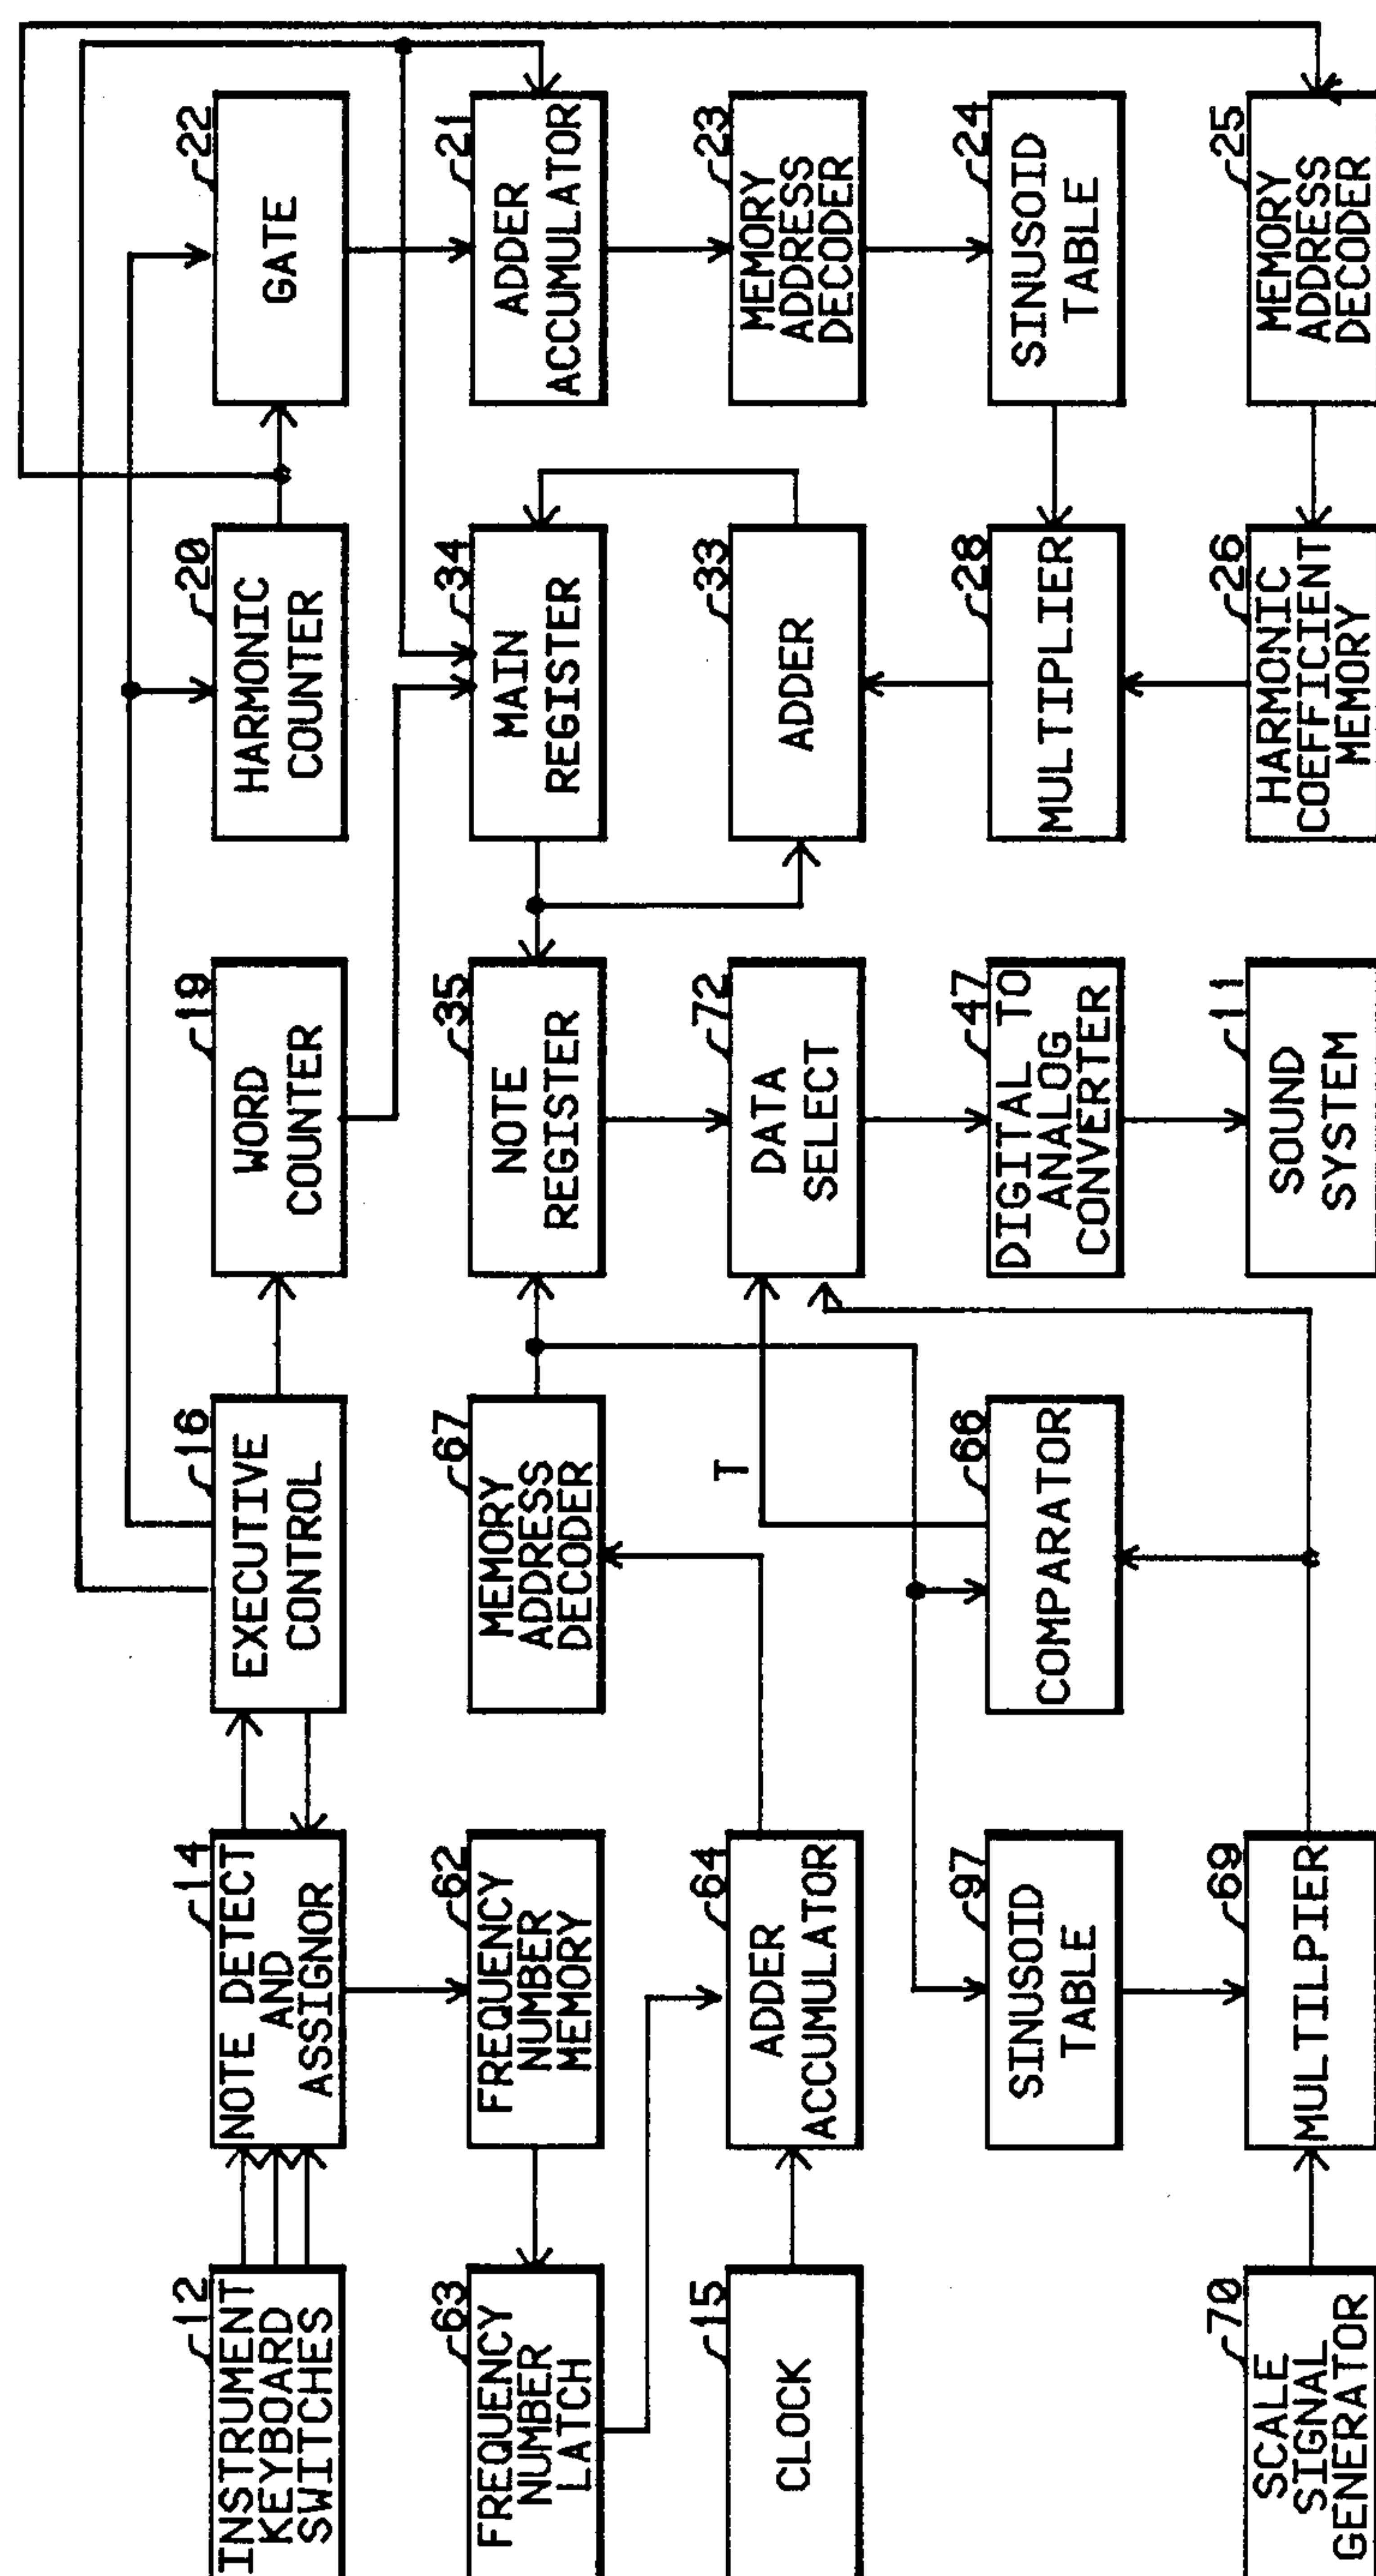 12
INSTRUMENT
KEYBOARD
SWITCHES
14
NOTE DETECT
AND
ASSIGNOR
16
EXECUTIVE
CONTROL
19
WORD
COUNTER
20
HARMONIC
COUNTER
22
GATE
63
FREQUENCY
NUMBER
LATCH
62
FREQUENCY
NUMBER
MEMORY
67
MEMORY
ADDRESS
DECODER
35
NOTE
REGISTER
34
MAIN
REGISTER
21
ADDER
ACCUMULATOR
15
CLOCK
64
ADDER
ACCUMULATOR
T
72
DATA
SELECT
33
ADDER
23
MEMORY
ADDRESS
DECODER
97
SINUSOID
TABLE
66
COMPARATOR
47
DIGITAL TO
ANALOG
CONVERTER
28
MULTIPLIER
24
SINUSOID
TABLE
70
SCALE
SIGNAL
GENERATOR
69
MULTILPIER
11
SOUND
SYSTEM
26
HARMONIC
COEFFICIENT
MEMORY
25
MEMORY
ADDRESS
DECODER